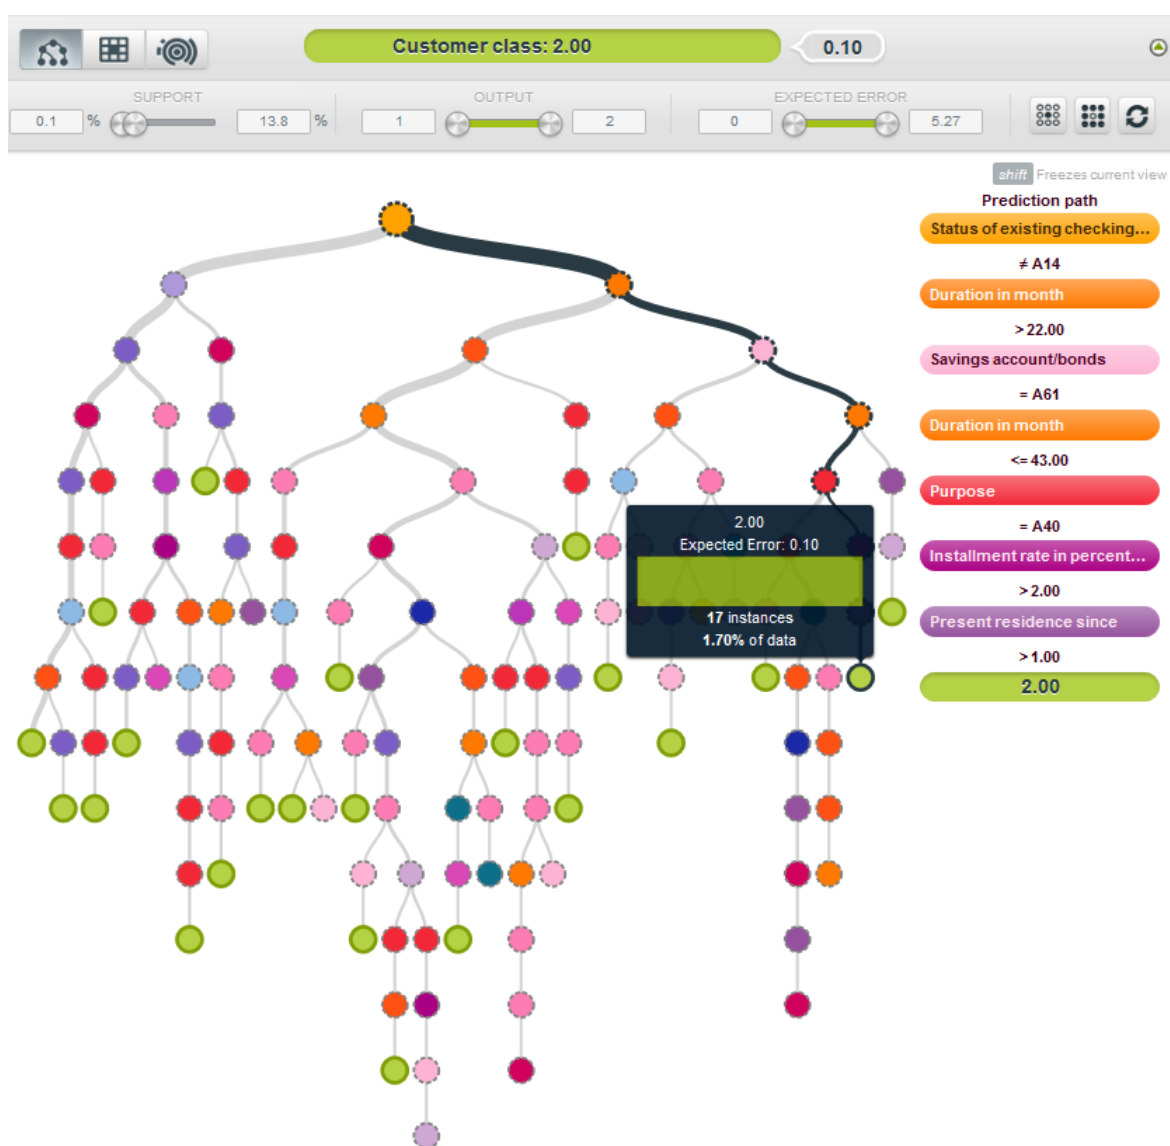 Customer class: 2.00
0.10
SUPPORT
OUTPUT
EXPECTED ERROR
0.1 % 13.8 %
1 2
0 5.27
shift Freezes current view
Prediction path
Status of existing checking...
≠ A14
Duration in month
> 22.00
Savings account/bonds
= A61
Duration in month
<= 43.00
Purpose
= A40
Installment rate in percent...
> 2.00
Present residence since
> 1.00
2.00
2.00
Expected Error: 0.10
17 instances
1.70% of data